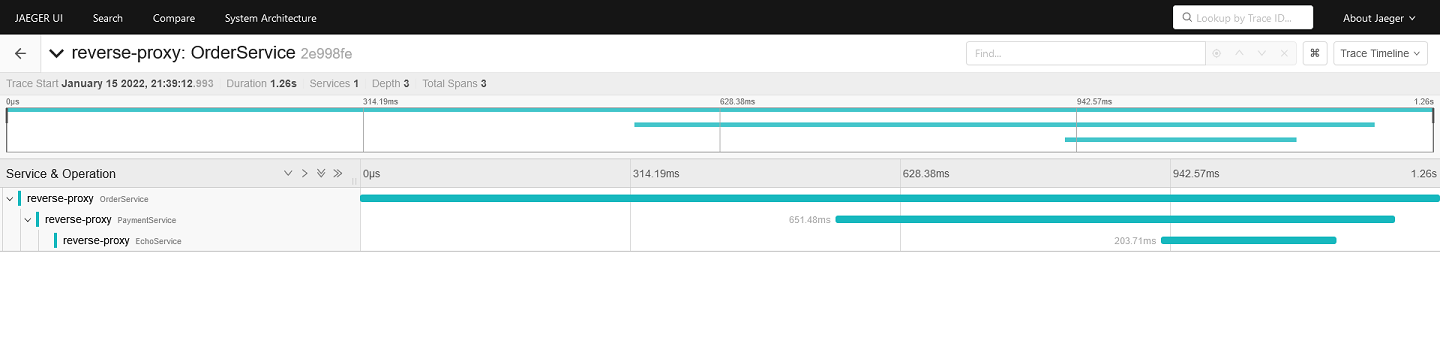 JAEGER UI Search Compare System Architecture Lookup by Trace ID... About Jaeger
reverse-proxy: OrderService 2e998fe Find... ⌘ Trace Timeline
Trace Start January 15 2022, 21:39:12.993 Duration 1.26s Services 1 Depth 3 Total Spans 3
0μs 314.19ms 628.38ms 942.57ms 1.26s
Service & Operation 0μs 314.19ms 628.38ms 942.57ms 1.26s
reverse-proxy OrderService
reverse-proxy PaymentService 651.48ms
reverse-proxy EchoService 203.71ms